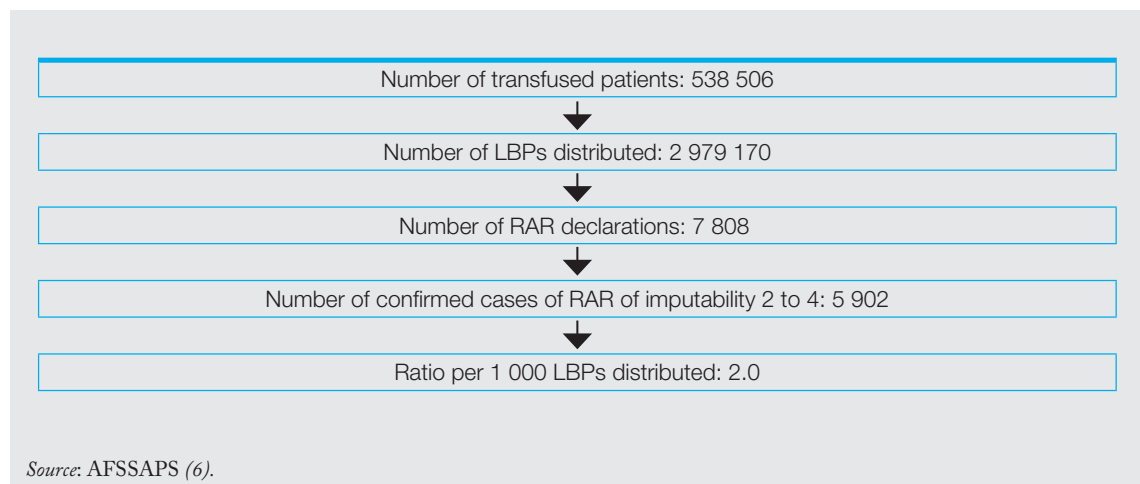 Number of transfused patients: 538 506
Number of LBPs distributed: 2 979 170
Number of RAR declarations: 7 808
Number of confirmed cases of RAR of imputability 2 to 4: 5 902
Ratio per 1 000 LBPs distributed: 2.0
Source: AFSSAPS (6).